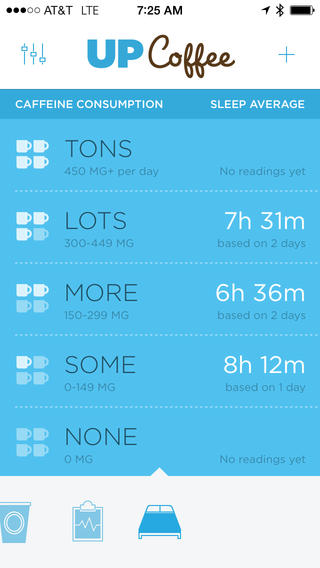 AT&T LTE 7:25 AM
UP Coffee
CAFFEINE CONSUMPTION SLEEP AVERAGE
TONS
450 MG+ per day No readings yet
LOTS 7h 31m
300-449 MG based on 2 days
MORE 6h 36m
150-299 MG based on 2 days
SOME 8h 12m
0-149 MG based on 1 day
NONE
0 MG No readings yet